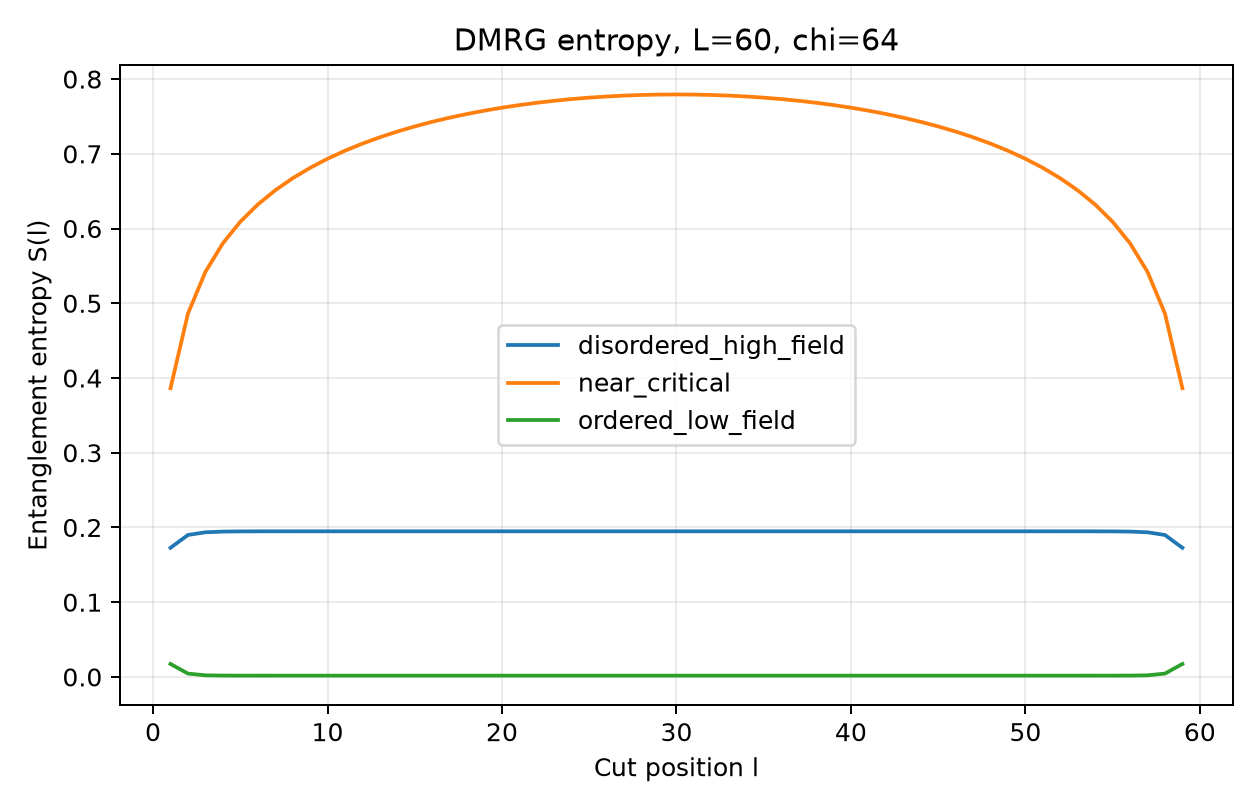 DMRG entropy, L=60, chi=64
Entanglement entropy S(l)
0.8
0.7
0.6
0.5
0.4
0.3
0.2
0.1
0.0
disordered_high_field
near_critical
ordered_low_field
0 10 20 30 40 50 60
Cut position l